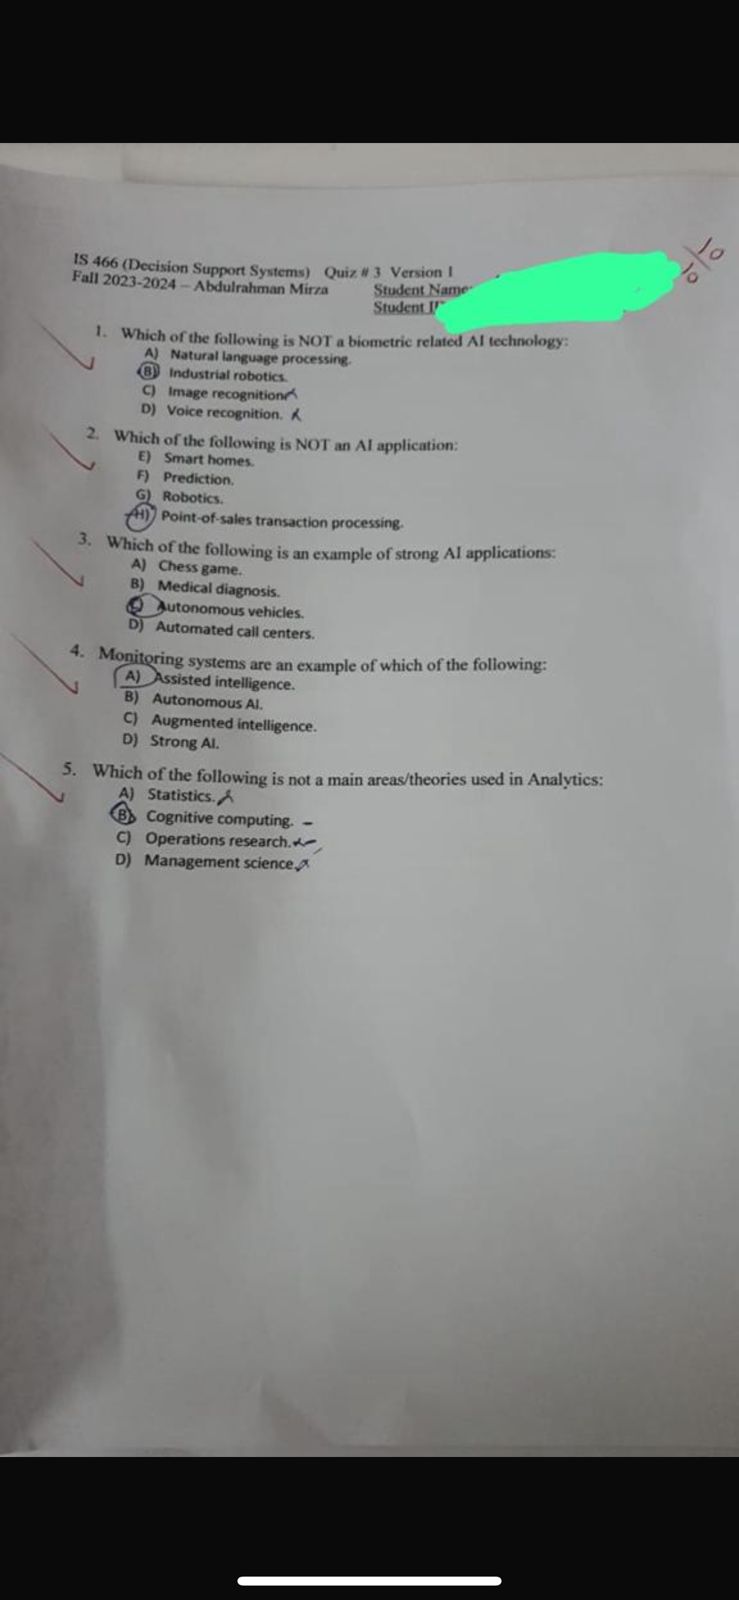 IS 466 (Decision Support Systems) Quiz # 3 Version 1
Fall 2023-2024 – Abdulrahman Mirza Student Name:
Student ID
10
10
1. Which of the following is NOT a biometric related AI technology:
A) Natural language processing.
B) Industrial robotics.
C) Image recognition
D) Voice recognition.
2. Which of the following is NOT an AI application:
E) Smart homes.
F) Prediction.
G) Robotics.
H) Point-of-sales transaction processing.
3. Which of the following is an example of strong AI applications:
A) Chess game.
B) Medical diagnosis.
C) Autonomous vehicles.
D) Automated call centers.
4. Monitoring systems are an example of which of the following:
A) Assisted intelligence.
B) Autonomous AI.
C) Augmented intelligence.
D) Strong AI.
5. Which of the following is not a main areas/theories used in Analytics:
A) Statistics.
B) Cognitive computing.
C) Operations research.
D) Management science.